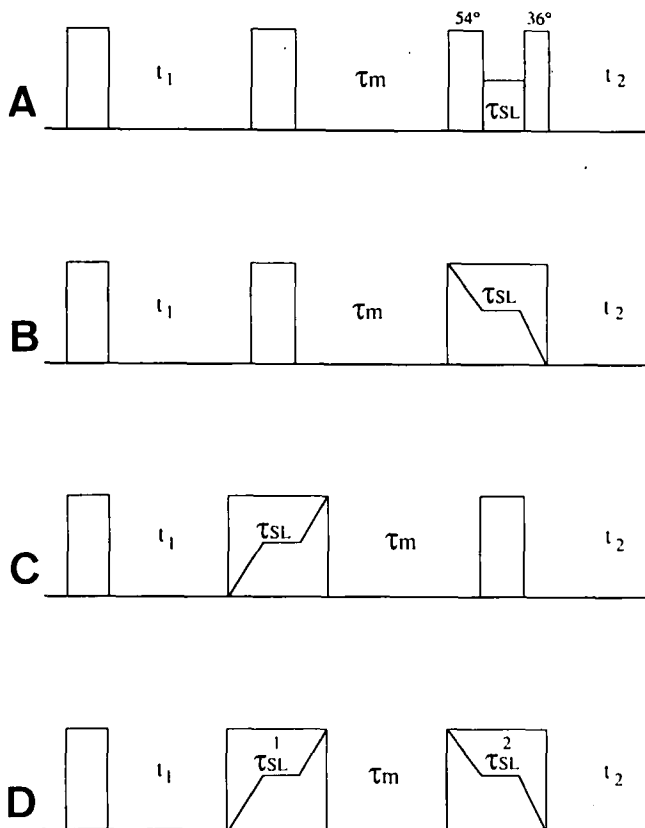 54° 36°
A t₁ τm τSL t₂
B t₁ τm τSL t₂
C t₁ τSL τm t₂
1 2
D t₁ τSL τm τSL t₂